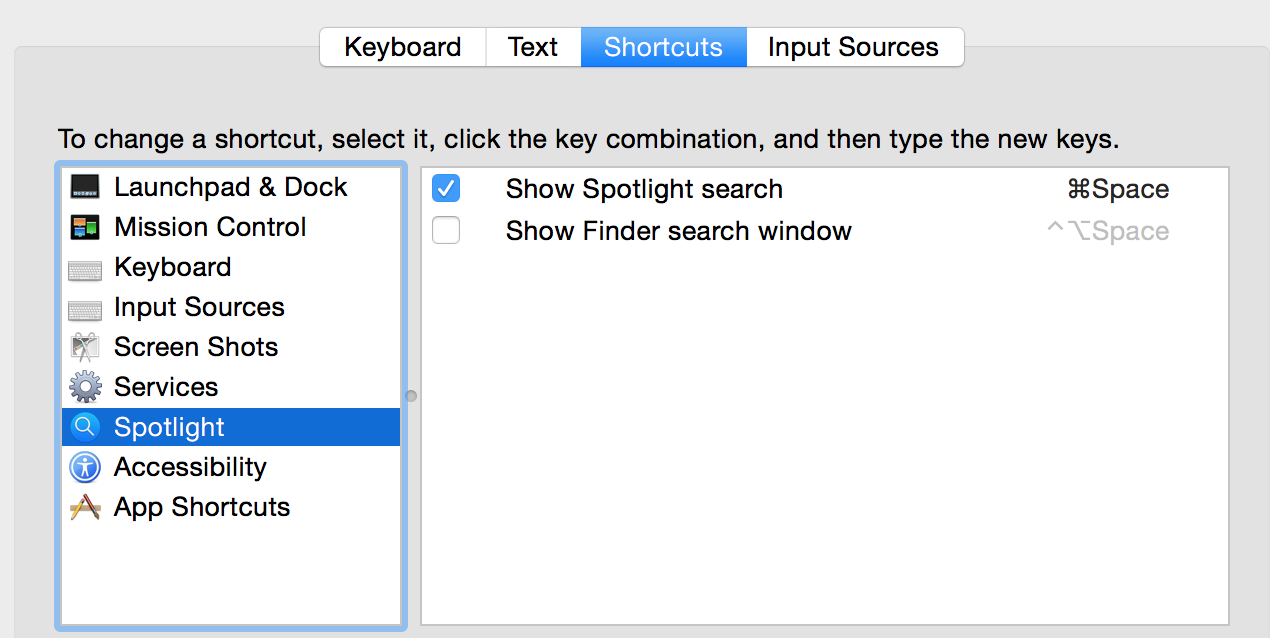 Keyboard Text Shortcuts Input Sources
To change a shortcut, select it, click the key combination, and then type the new keys.
Launchpad & Dock
Mission Control
Keyboard
Input Sources
Screen Shots
Services
Spotlight
Accessibility
App Shortcuts
Show Spotlight search ⌘Space
Show Finder search window ^⌥Space